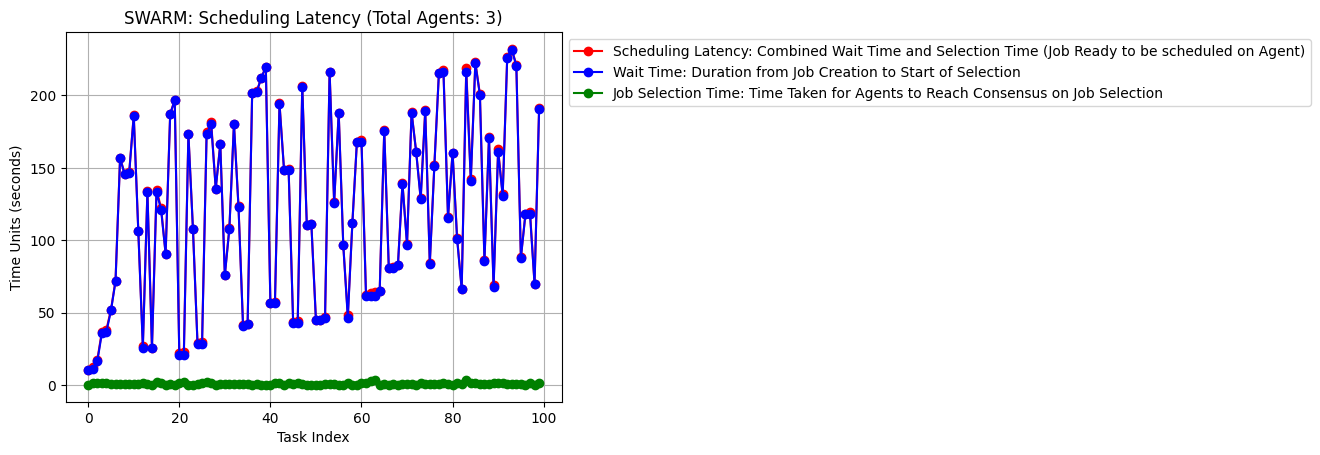 SWARM: Scheduling Latency (Total Agents: 3)
Scheduling Latency: Combined Wait Time and Selection Time (Job Ready to be scheduled on Agent)
Wait Time: Duration from Job Creation to Start of Selection
Job Selection Time: Time Taken for Agents to Reach Consensus on Job Selection
Time Units (seconds)
200
150
100
50
0
0 20 40 60 80 100
Task Index